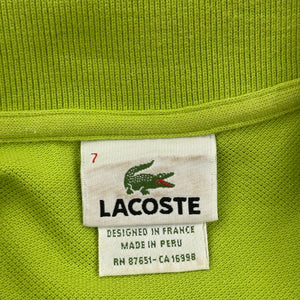 7
LACOSTE
DESIGNED IN FRANCE
MADE IN PERU
RN 87651-CA 16998